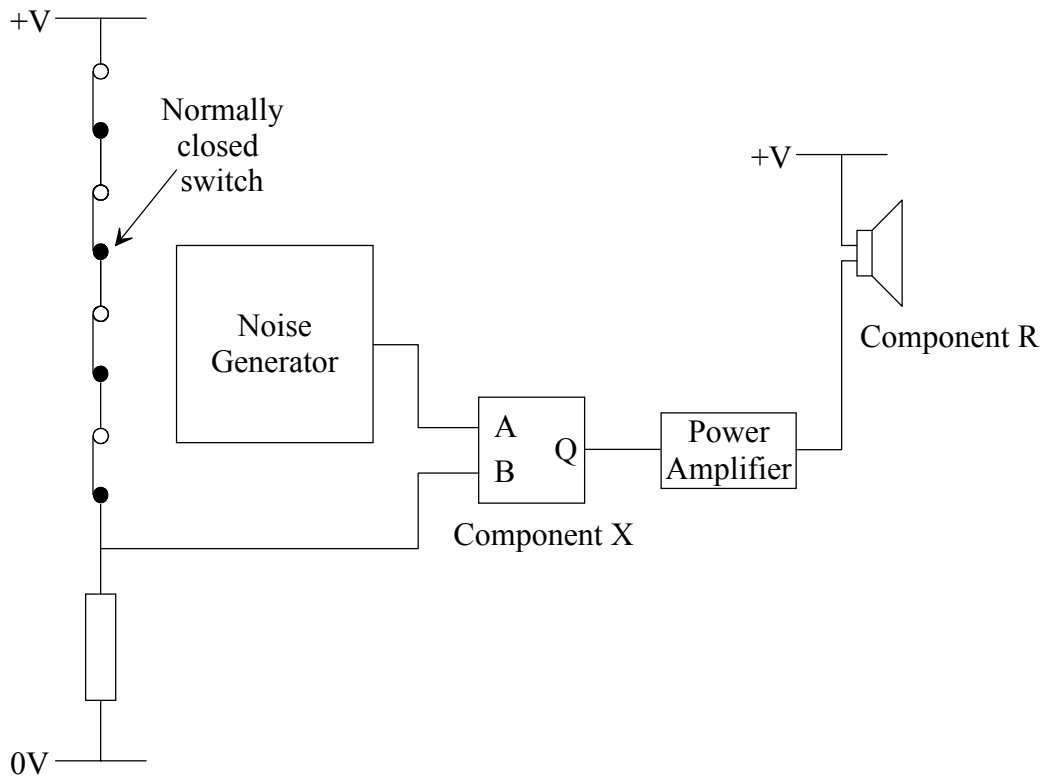 +V
Normally
closed
switch
+V
Noise
Generator
Component R
A
B
Q
Power
Amplifier
Component X
0V